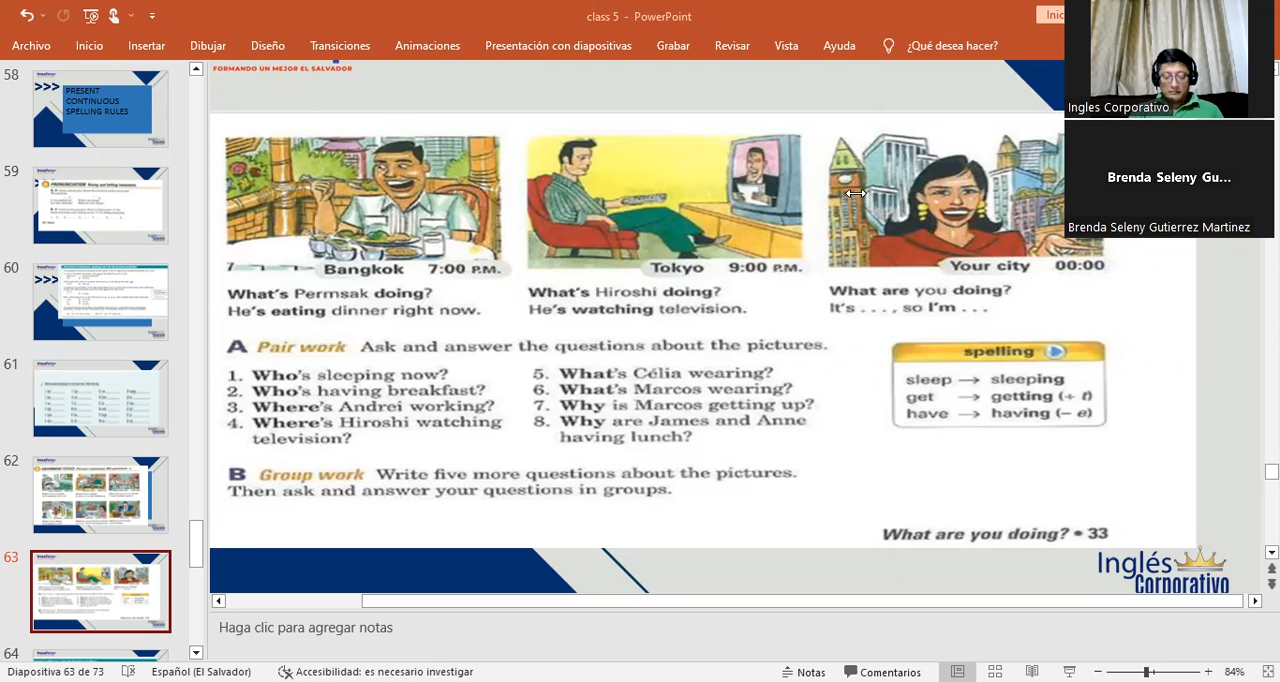 class 5 - PowerPoint
Inic
Archivo Inicio Insertar Dibujar Diseño Transiciones Animaciones Presentación con diapositivas Grabar Revisar Vista Ayuda ¿Qué desea hacer?
Ingles Corporativo
Brenda Seleny Gu...
Brenda Seleny Gutierrez Martinez
58
PRESENT
CONTINUOUS
SPELLING RULES
59
60
61
62
63
64
FORMANDO UN MEJOR EL SALVADOR
Bangkok 7:00 P.M.
What's Permsak doing?
He's eating dinner right now.
Tokyo 9:00 P.M.
What's Hiroshi doing?
He's watching television.
Your city 00:00
What are you doing?
It's . . . . , so I'm . . .
A Pair work Ask and answer the questions about the pictures.
1. Who's sleeping now?
2. Who's having breakfast?
3. Where's Andrei working?
4. Where's Hiroshi watching
television?
5. What's Célia wearing?
6. What's Marcos wearing?
7. Why is Marcos getting up?
8. Why are James and Anne
having lunch?
spelling
sleep → sleeping
get → getting (+ t)
have → having (− e)
B Group work Write five more questions about the pictures.
Then ask and answer your questions in groups.
What are you doing? • 33
Inglés
Corporativo
Haga clic para agregar notas
Diapositiva 63 de 73 Español (El Salvador) Accesibilidad: es necesario investigar Notas Comentarios 84%